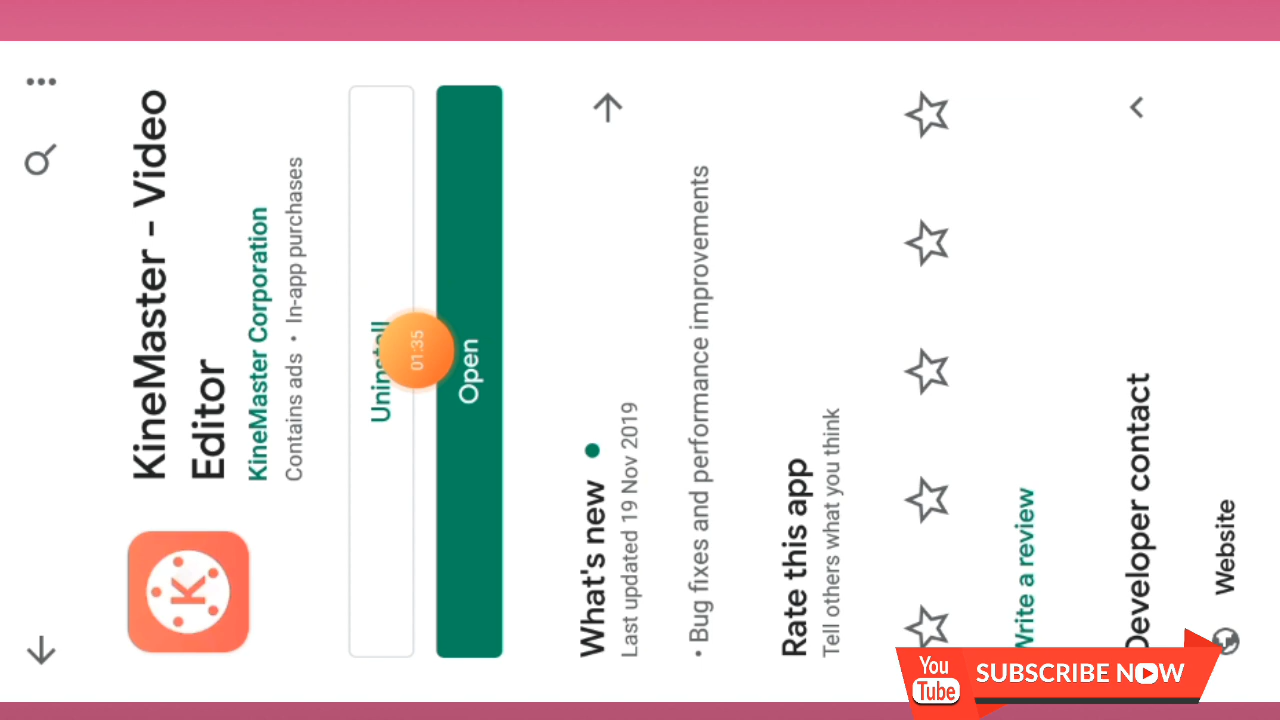 KineMaster - Video
Editor
KineMaster Corporation
Contains ads • In-app purchases
Uninstall
01:35
Open
What's new
Last updated 19 Nov 2019
• Bug fixes and performance improvements
Rate this app
Tell others what you think
Write a review
Developer contact
Website
K
You
Tube
SUBSCRIBE NOW